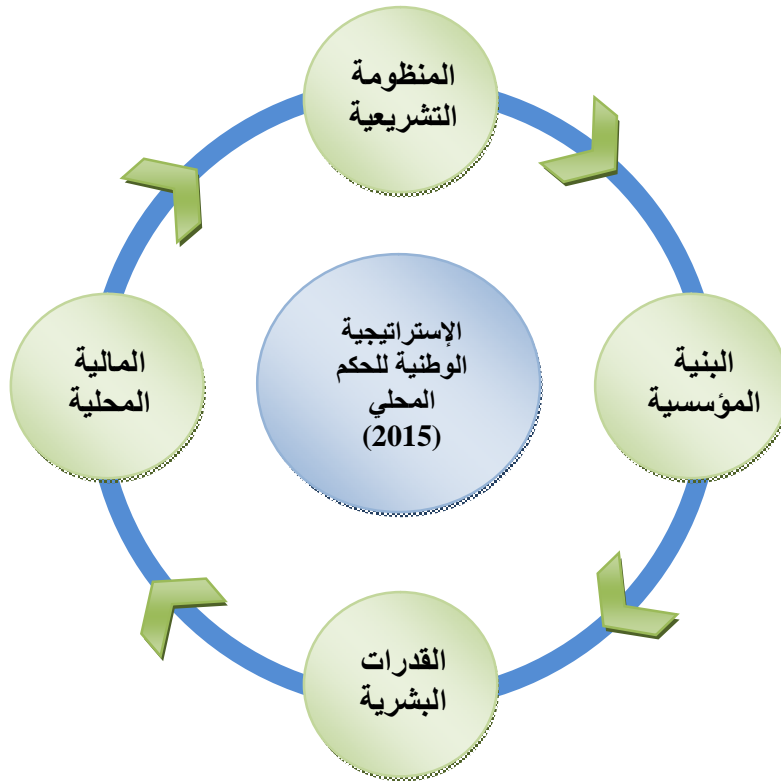 المنظومة
التشريعية
البنية
المؤسسية
القدرات
البشرية
المالية
المحلية
الإستراتيجية
الوطنية للحكم
المحلي
(2015)